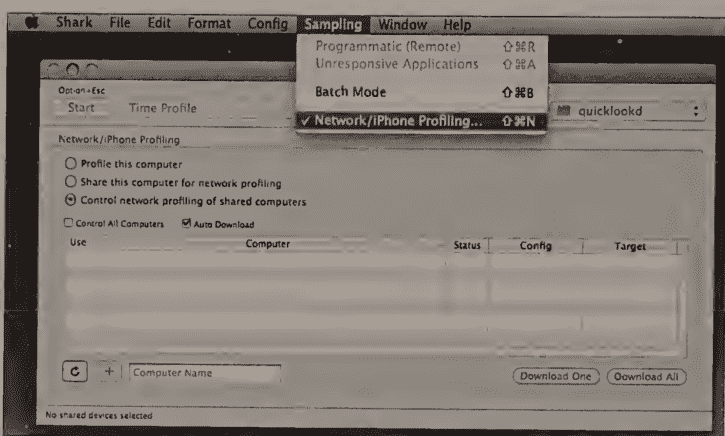 Shark File Edit Format Config Sampling Window Help
Programmatic (Remote) ⇧⌘R
Unresponsive Applications ⇧⌘A
Batch Mode ⇧⌘B
✓ Network/iPhone Profiling... ⇧⌘N
Option+Esc
Start Time Profile quicklookd
Network/iPhone Profiling
Profile this computer
Share this computer for network profiling
Control network profiling of shared computers
Control All Computers Auto Download
Use Computer Status Config Target
+ Computer Name Download One Download All
No shared devices selected